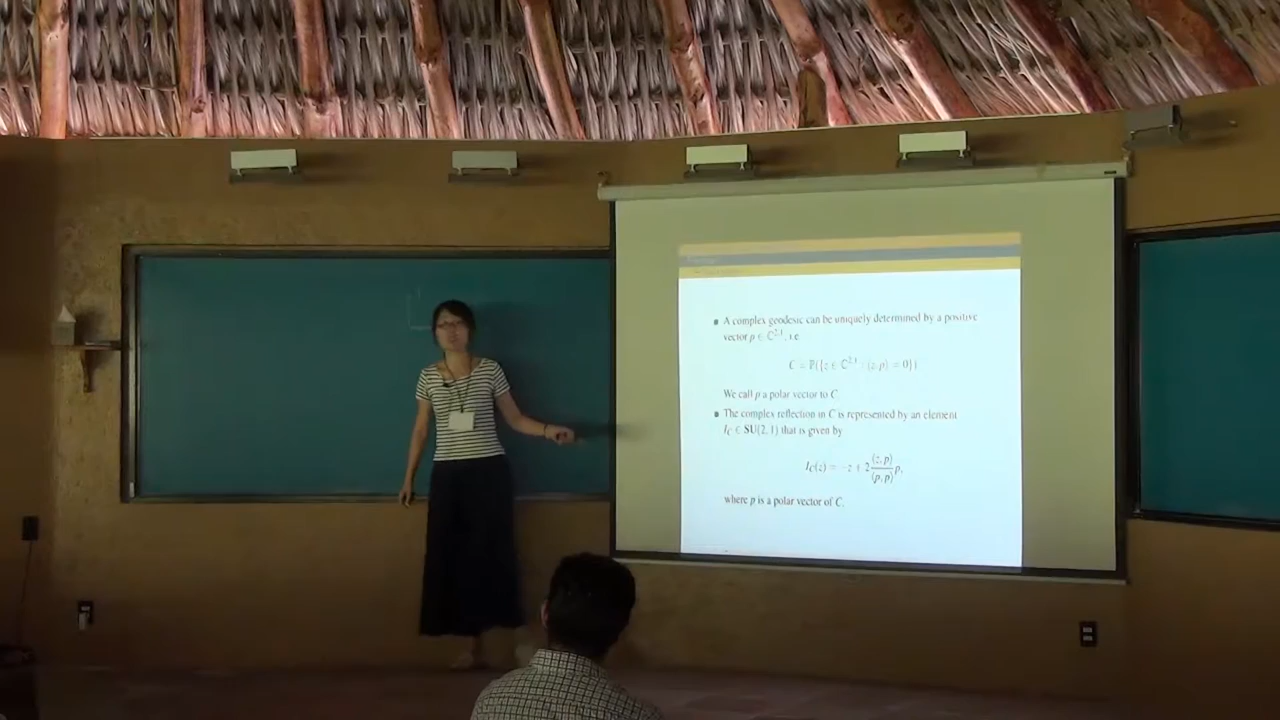 A complex geodesic can be uniquely determined by a positive
vector p ∈ ℂ²,¹, i.e.
C = ℙ({z ∈ ℂ²,¹ : ⟨z, p⟩ = 0})
We call p a polar vector to C.
The complex reflection in C is represented by an element
I_C ∈ SU(2, 1) that is given by
I_C(z) = −z + 2 ⟨z, p⟩/⟨p, p⟩ p,
where p is a polar vector of C.